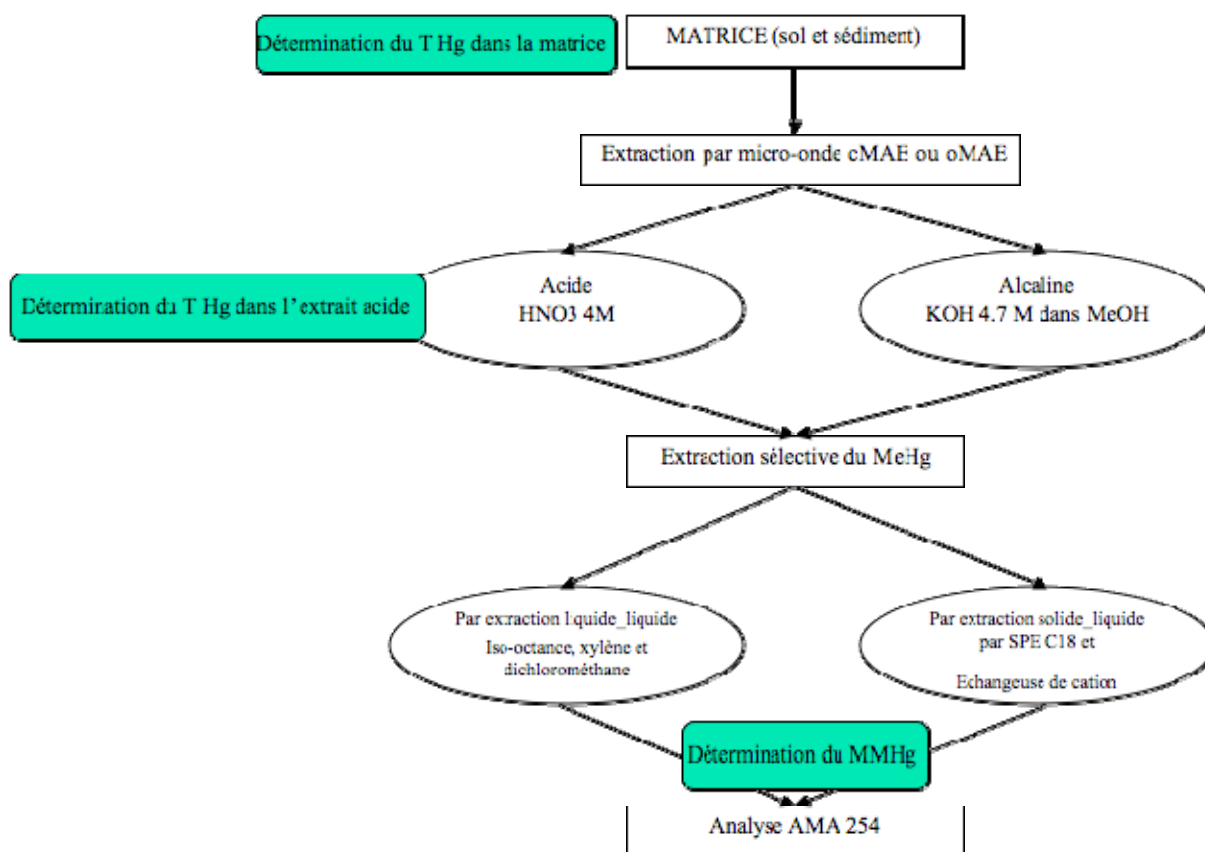 Détermination du T Hg dans la matrice
MATRICE (sol et sédiment)
Extraction par micro-onde cMAE ou oMAE
Acide
HNO3 4M
Alcaline
KOH 4.7 M dans MeOH
Détermination du T Hg dans l'extrait acide
Extraction sélective du MeHg
Par extraction liquide_liquide
Iso-octance, xylène et
dichlorométhane
Par extraction solide_liquide
par SPE C18 et
Echangeuse de cation
Détermination du MMHg
Analyse AMA 254